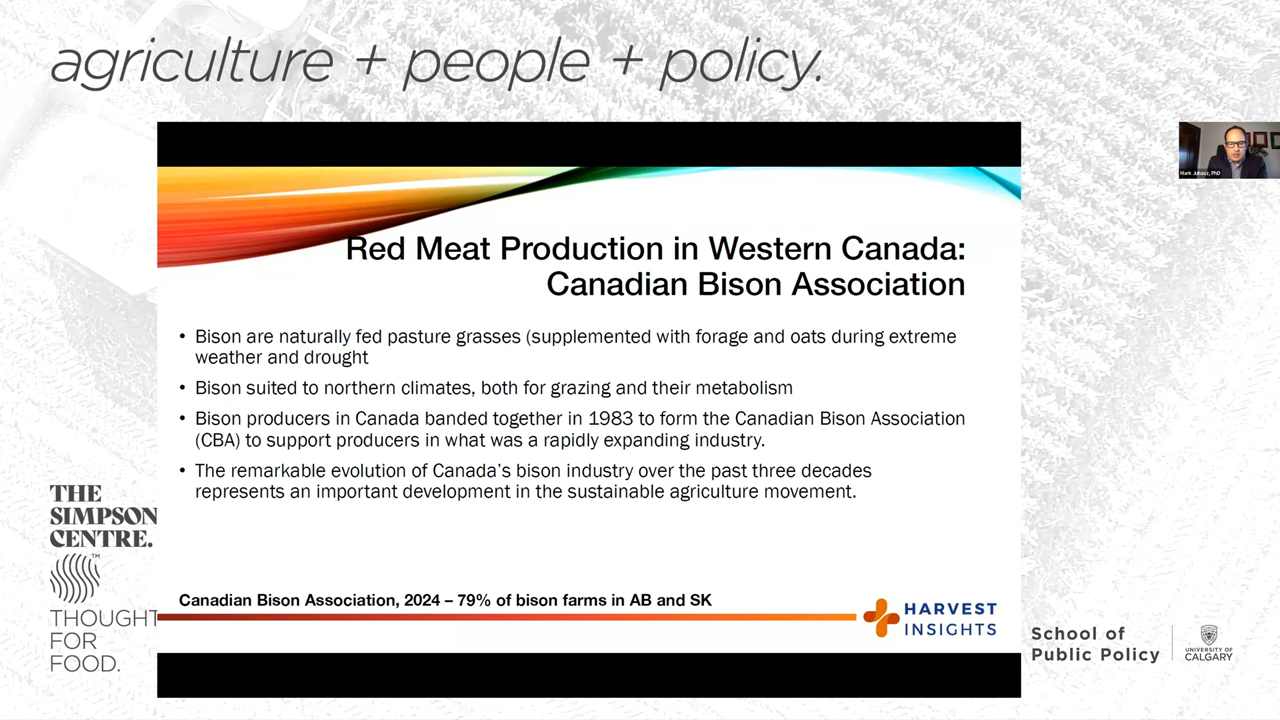 agriculture + people + policy.
Mark Juhasz, PhD
Red Meat Production in Western Canada:
Canadian Bison Association
• Bison are naturally fed pasture grasses (supplemented with forage and oats during extreme
weather and drought
• Bison suited to northern climates, both for grazing and their metabolism
• Bison producers in Canada banded together in 1983 to form the Canadian Bison Association
(CBA) to support producers in what was a rapidly expanding industry.
• The remarkable evolution of Canada's bison industry over the past three decades
represents an important development in the sustainable agriculture movement.
Canadian Bison Association, 2024 – 79% of bison farms in AB and SK
HARVEST
INSIGHTS
THE
SIMPSON
CENTRE.
TM
THOUGHT
FOR
FOOD.
School of
Public Policy
UNIVERSITY OF
CALGARY